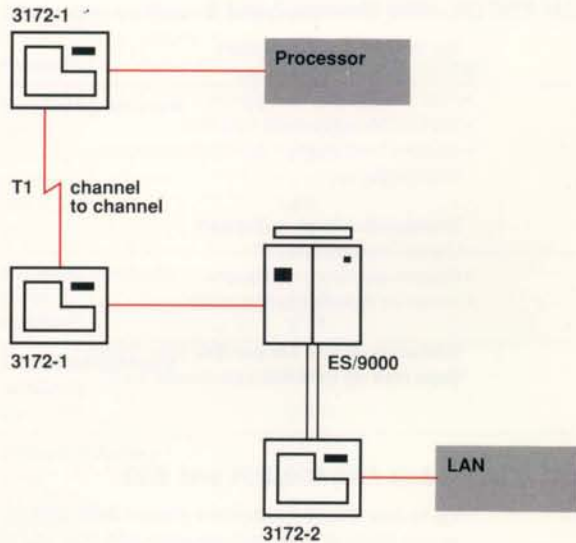 3172-1
Processor
T1
channel
to channel
3172-1
ES/9000
LAN
3172-2